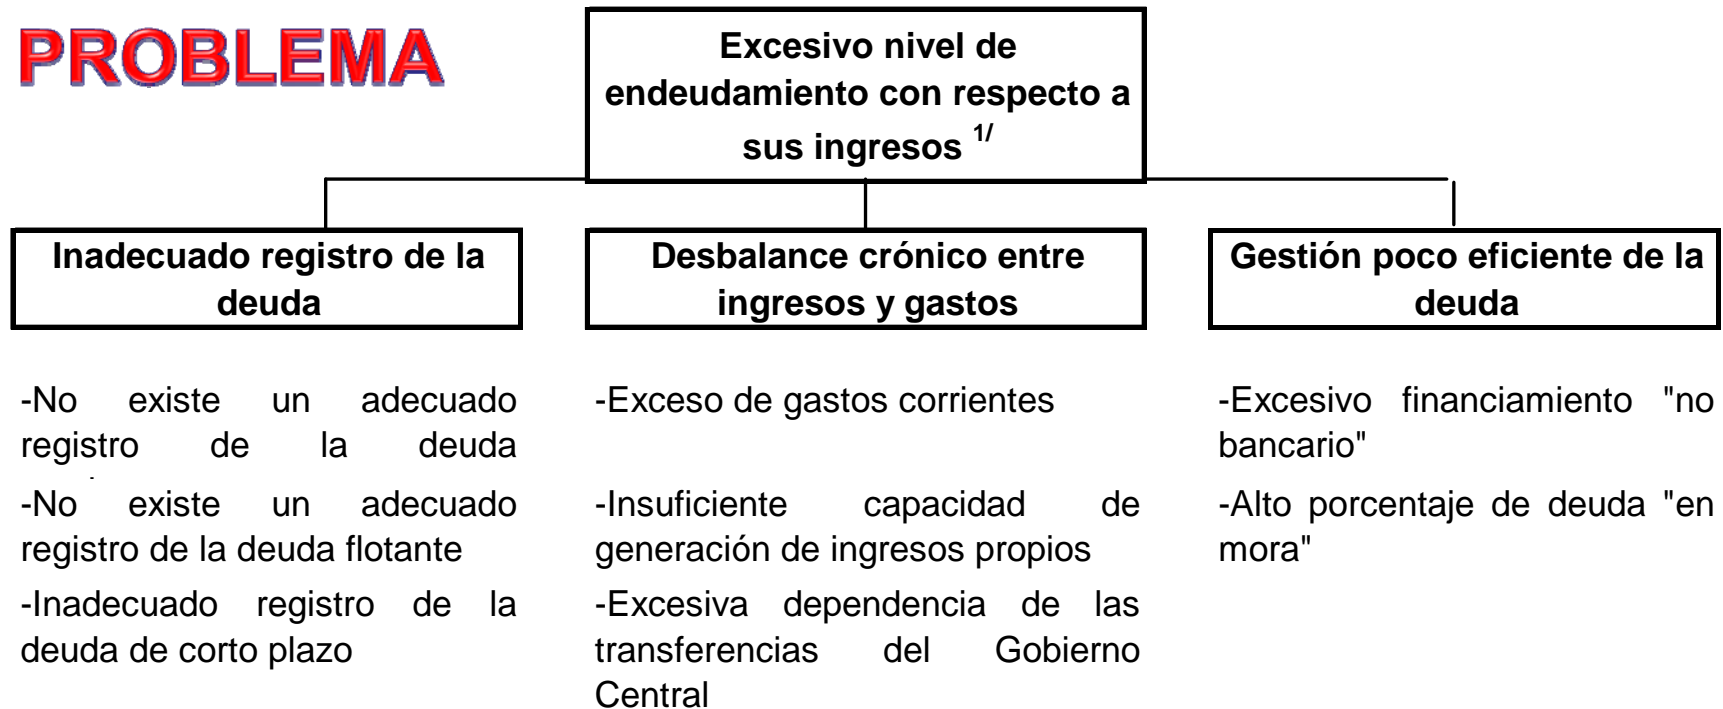 PROBLEMA
Excesivo nivel de
endeudamiento con respecto a
sus ingresos 1/
Inadecuado registro de la
deuda
Desbalance crónico entre
ingresos y gastos
Gestión poco eficiente de la
deuda
-No existe un adecuado
registro de la deuda
-No existe un adecuado
registro de la deuda flotante
-Inadecuado registro de la
deuda de corto plazo
-Exceso de gastos corrientes
-Insuficiente capacidad de
generación de ingresos propios
-Excesiva dependencia de las
transferencias del Gobierno
Central
-Excesivo financiamiento "no
bancario"
-Alto porcentaje de deuda "en
mora"